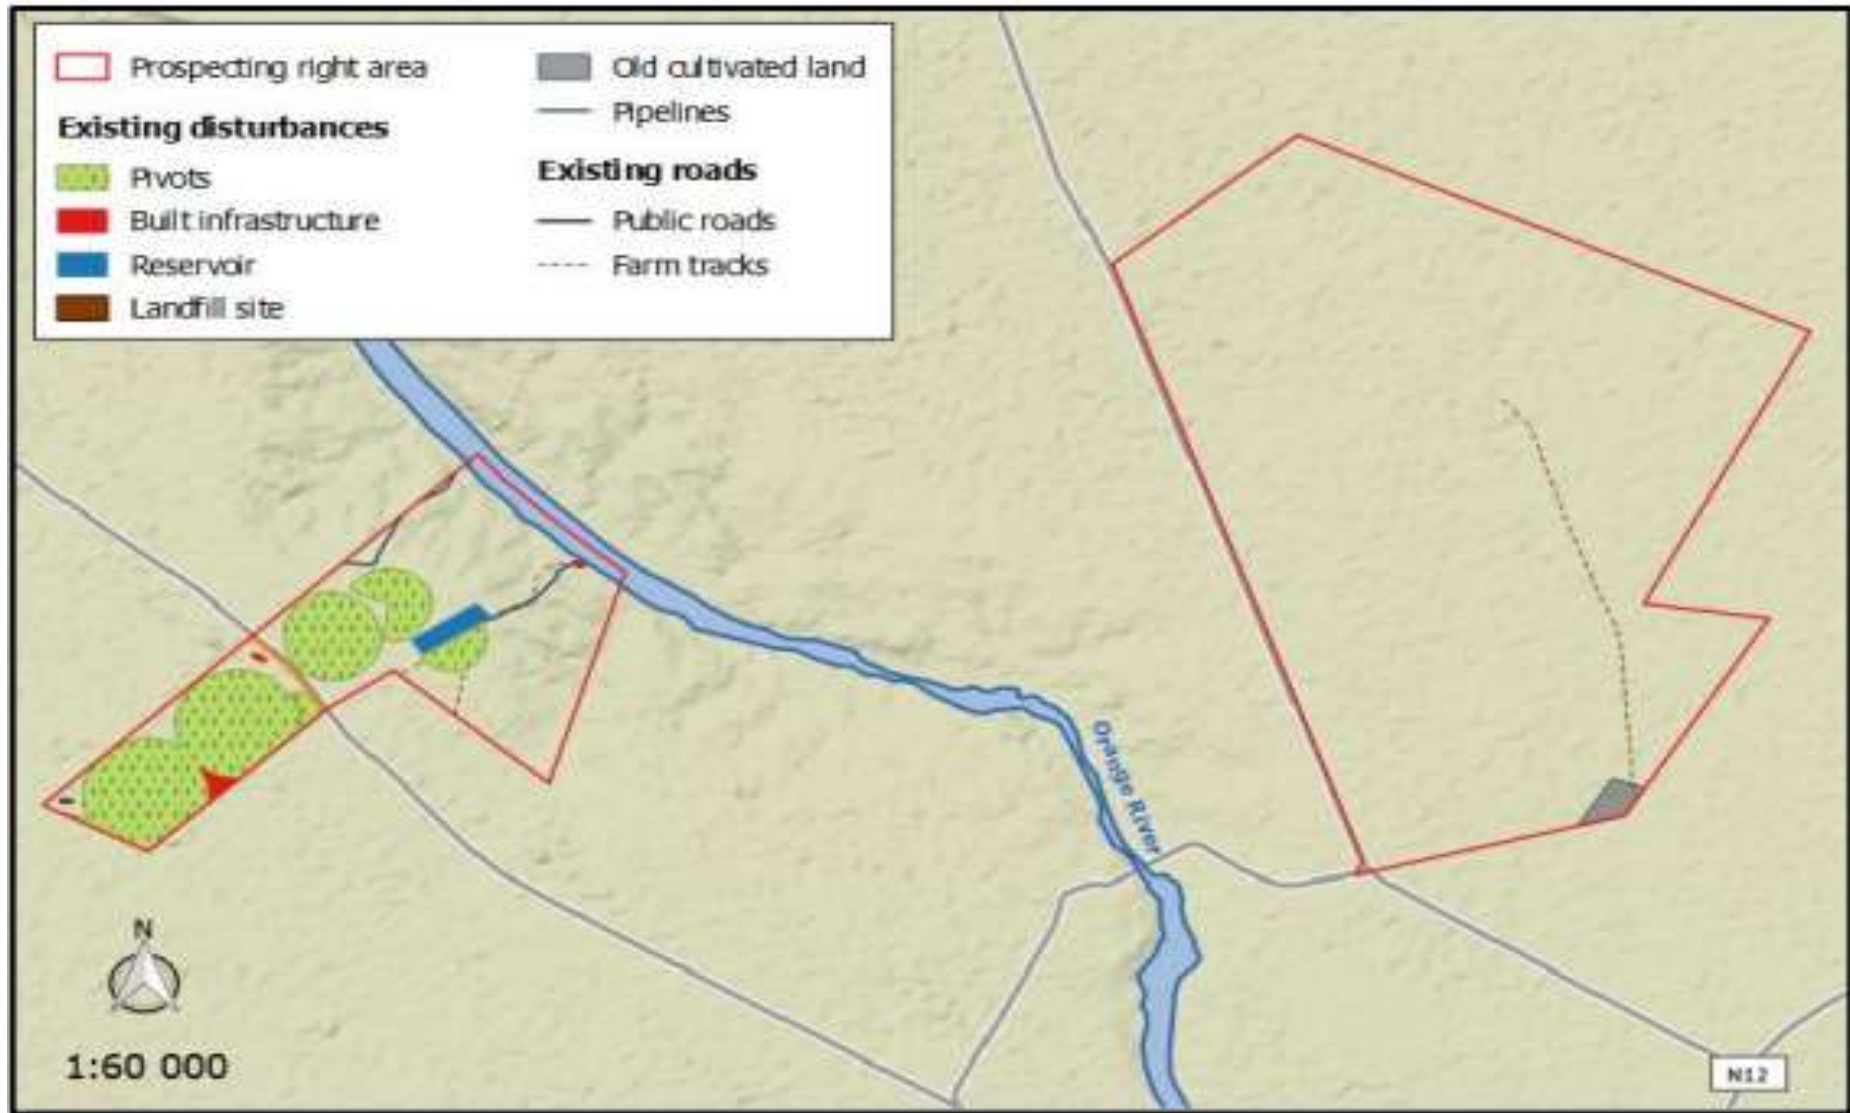 Prospecting right area
Existing disturbances
Pivots
Built infrastructure
Reservoir
Landfill site
Old cultivated land
Pipelines
Existing roads
Public roads
Farm tracks
Orange River
N
1:60 000
N12